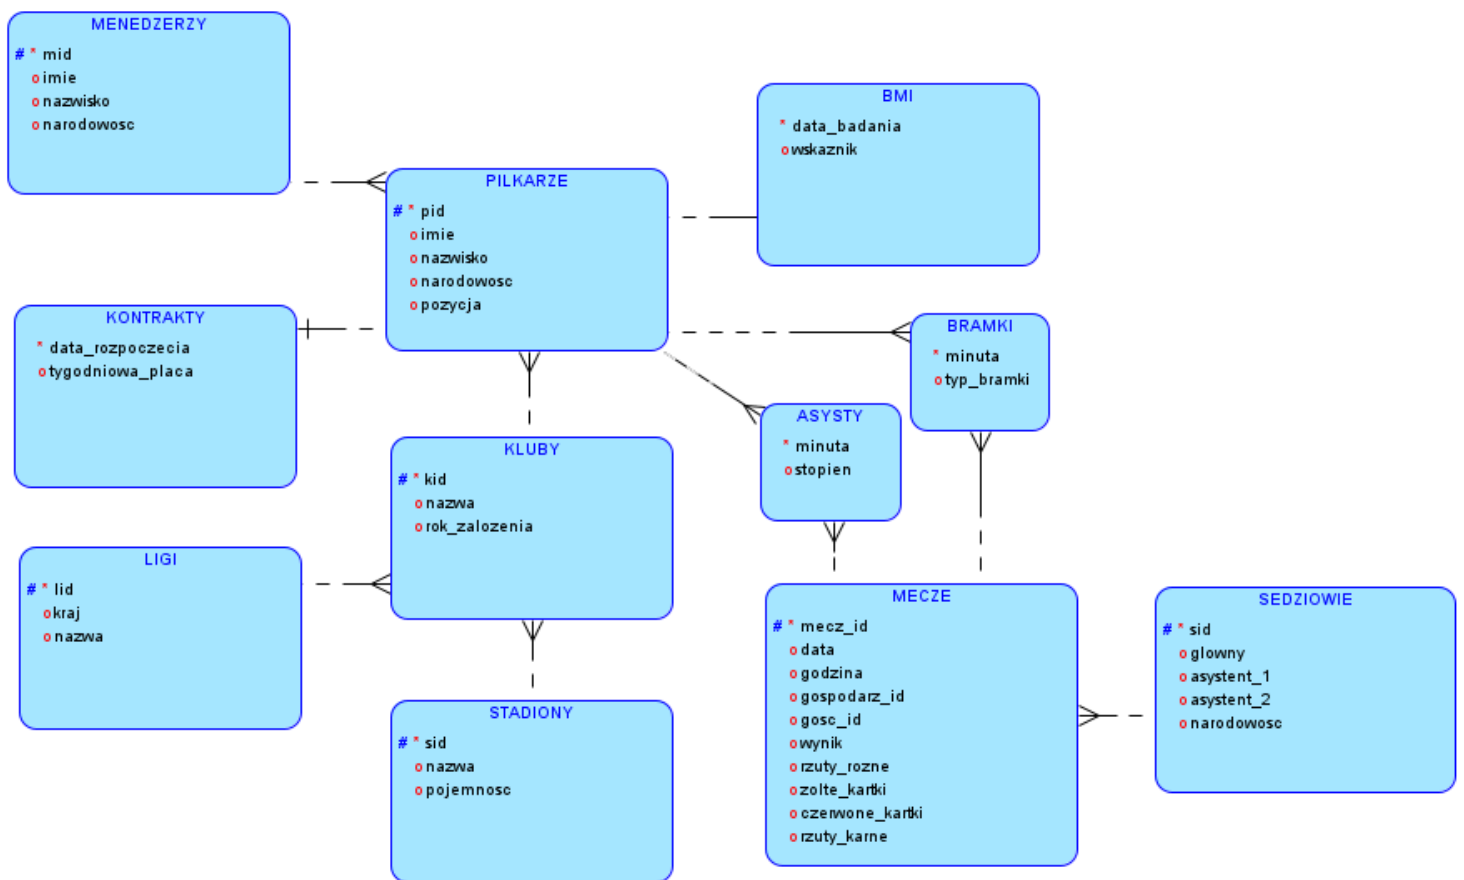 MENEDZERZY
# * mid
o imie
o nazwisko
o narodowosc
BMI
* data_badania
o wskaznik
PILKARZE
# * pid
o imie
o nazwisko
o narodowosc
o pozycja
KONTRAKTY
* data_rozpoczecia
o tygodniowa_placa
BRAMKI
* minuta
o typ_bramki
ASYSTY
* minuta
o stopien
KLUBY
# * kid
o nazwa
o rok_zalozenia
LIGI
# * lid
o kraj
o nazwa
MECZE
# * mecz_id
o data
o godzina
o gospodarz_id
o gosc_id
o wynik
o rzuty_rozne
o zolte_kartki
o czerwone_kartki
o rzuty_karne
SEDZIOWIE
# * sid
o glowny
o asystent_1
o asystent_2
o narodowosc
STADIONY
# * sid
o nazwa
o pojemnosc